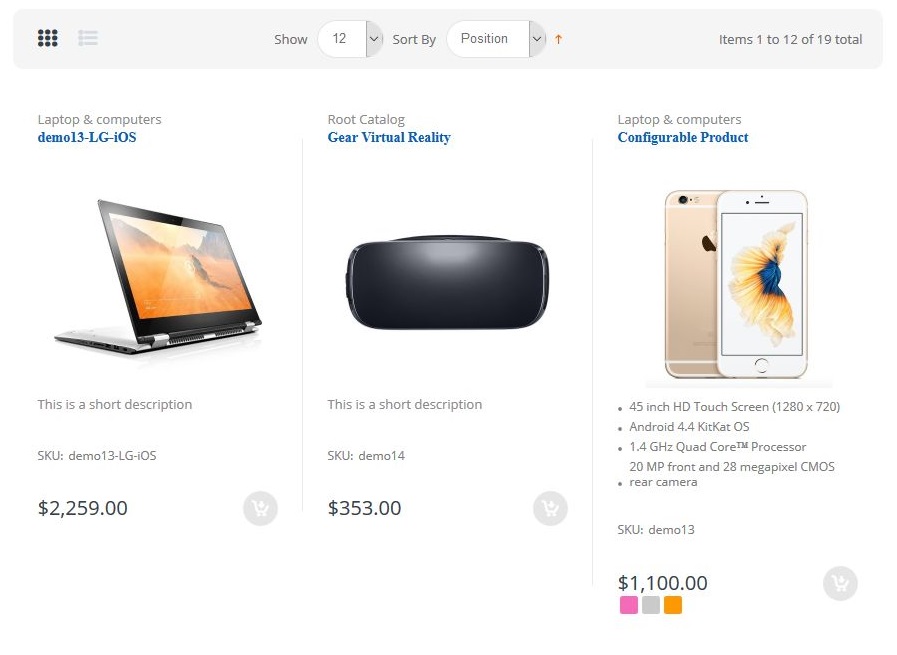 Show 12 Sort By Position ↑ Items 1 to 12 of 19 total
Laptop & computers
demo13-LG-iOS
This is a short description
SKU: demo13-LG-iOS
$2,259.00
Root Catalog
Gear Virtual Reality
This is a short description
SKU: demo14
$353.00
Laptop & computers
Configurable Product
• 45 inch HD Touch Screen (1280 x 720)
• Android 4.4 KitKat OS
• 1.4 GHz Quad Core™ Processor
20 MP front and 28 megapixel CMOS
• rear camera
SKU: demo13
$1,100.00